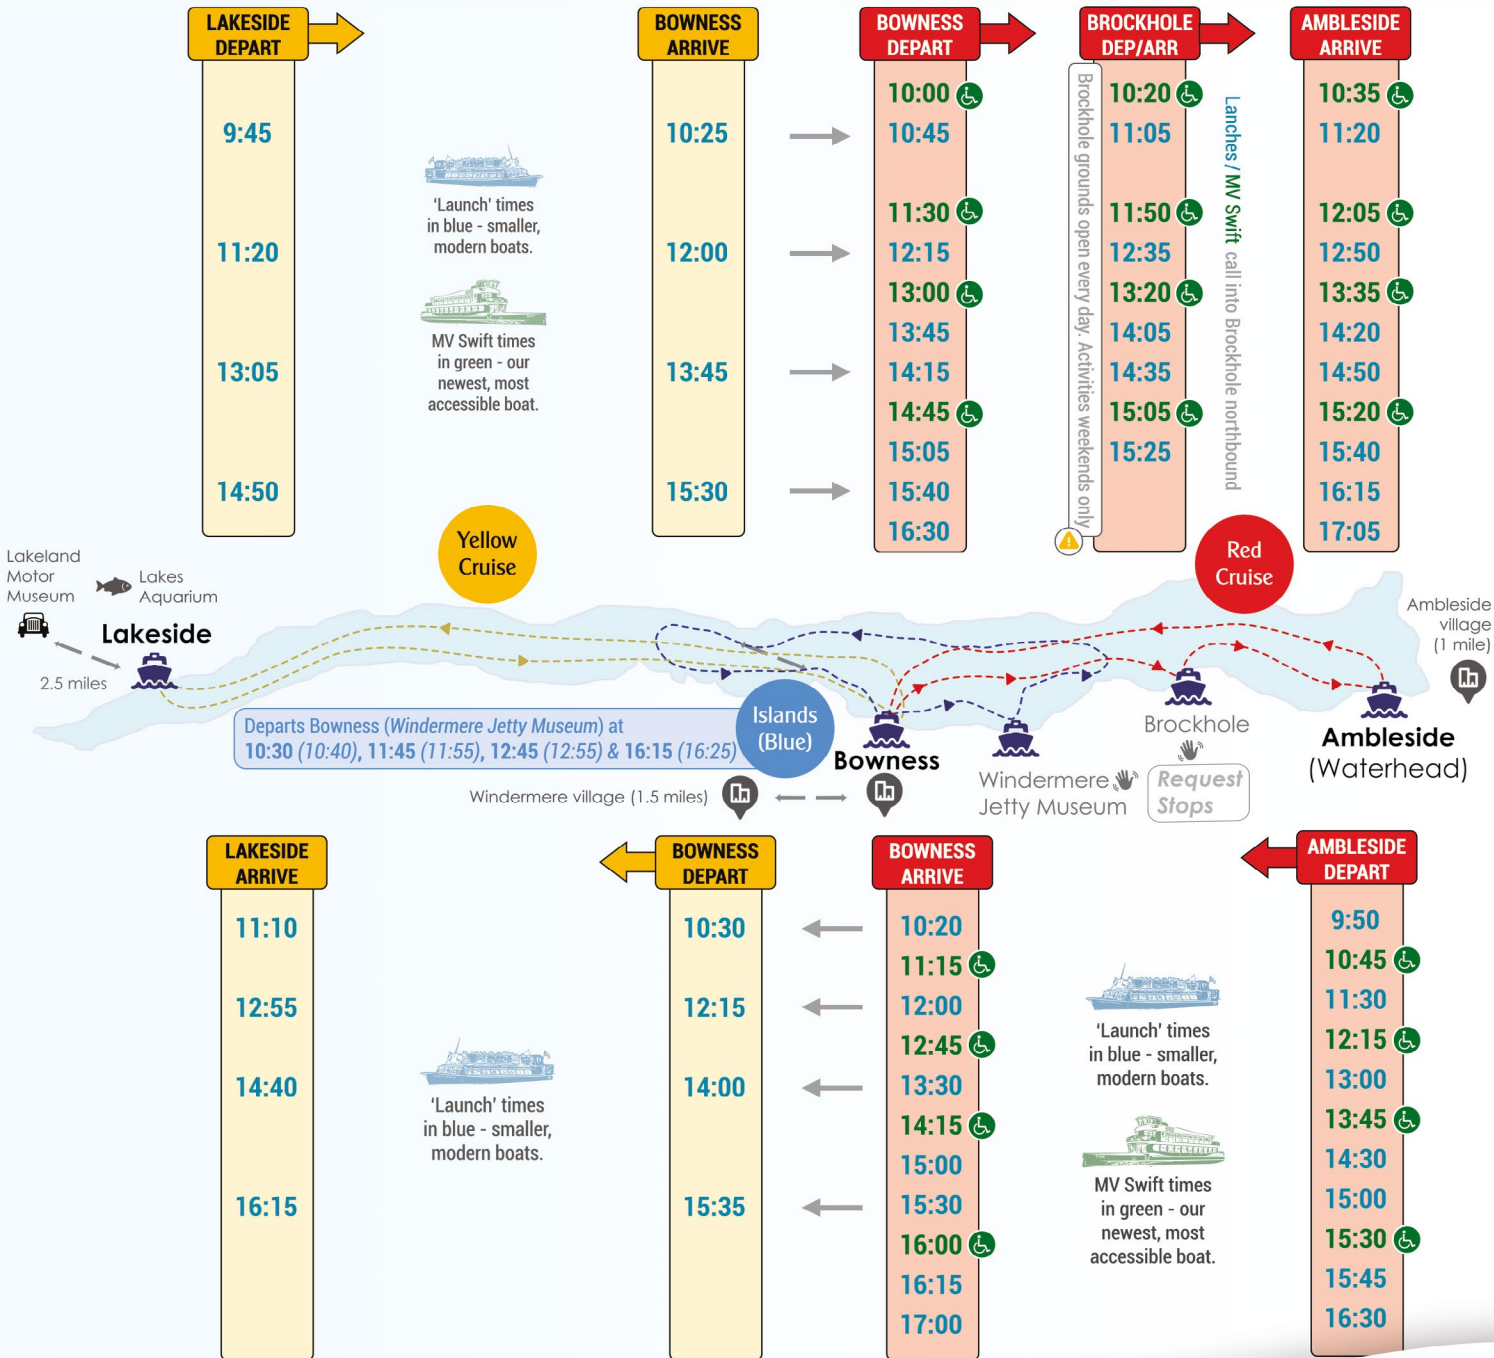 LAKESIDE
DEPART
9:45
11:20
13:05
14:50
'Launch' times
in blue - smaller,
modern boats.
MV Swift times
in green - our
newest, most
accessible boat.
BOWNESS
ARRIVE
10:25
12:00
13:45
15:30
BOWNESS
DEPART
10:00
10:45
11:30
12:15
13:00
13:45
14:15
14:45
15:05
15:40
16:30
Brockhole grounds open every day. Activities weekends only
BROCKHOLE
DEP/ARR
10:20
11:05
11:50
12:35
13:20
14:05
14:35
15:05
15:25
Lanches / MV Swift call into Brockhole northbound
AMBLESIDE
ARRIVE
10:35
11:20
12:05
12:50
13:35
14:20
14:50
15:20
15:40
16:15
17:05
Yellow
Cruise
Red
Cruise
Lakeland
Motor
Museum
Lakes
Aquarium
Lakeside
2.5 miles
Ambleside
village
(1 mile)
Departs Bowness (Windermere Jetty Museum) at
10:30 (10:40), 11:45 (11:55), 12:45 (12:55) & 16:15 (16:25)
Islands
(Blue)
Bowness
Windermere village (1.5 miles)
Windermere
Jetty Museum
Brockhole
Request
Stops
Ambleside
(Waterhead)
LAKESIDE
ARRIVE
11:10
12:55
14:40
16:15
'Launch' times
in blue - smaller,
modern boats.
BOWNESS
DEPART
10:30
12:15
14:00
15:35
BOWNESS
ARRIVE
10:20
11:15
12:00
12:45
13:30
14:15
15:00
15:30
16:00
16:15
17:00
'Launch' times
in blue - smaller,
modern boats.
MV Swift times
in green - our
newest, most
accessible boat.
AMBLESIDE
DEPART
9:50
10:45
11:30
12:15
13:00
13:45
14:30
15:00
15:30
15:45
16:30